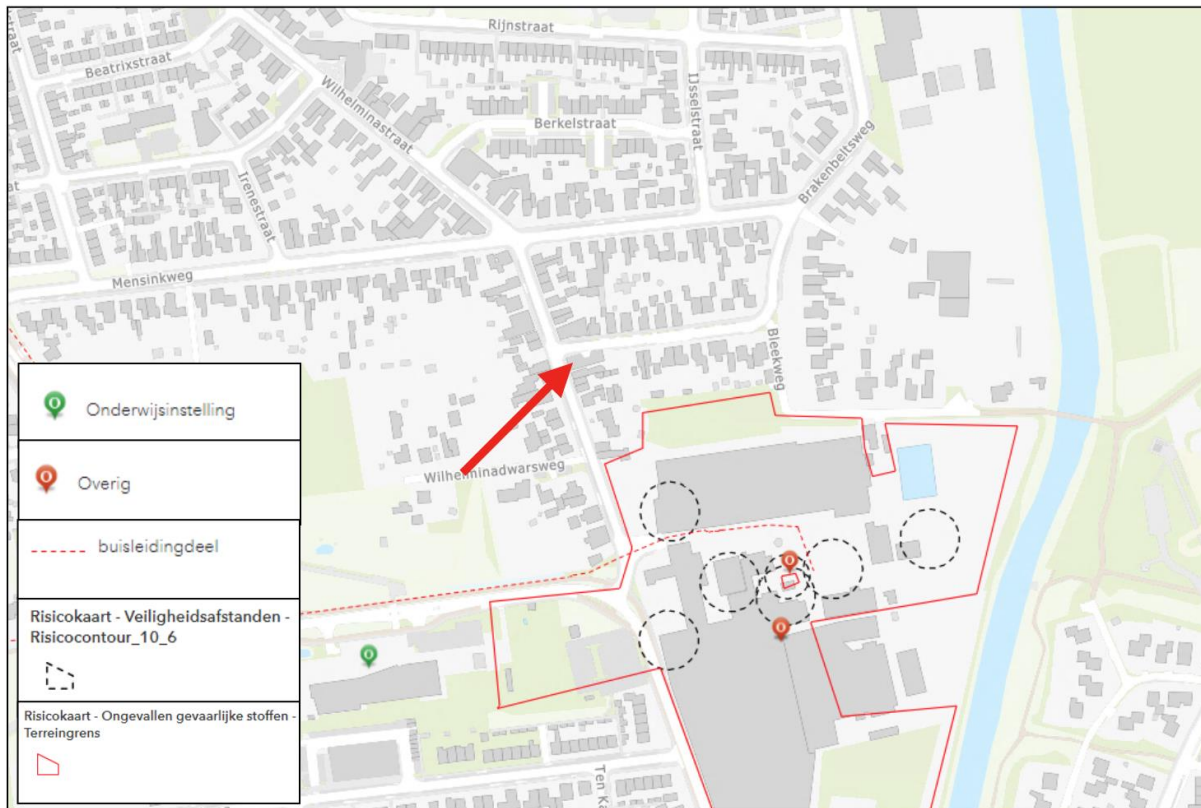 Rijnstraat
Beatrixstraat
Wilhelminastraat
IJsselstraat
Berkelstraat
Brakenbeltsweg
Irenestraat
Mensinkweg
Bleekweg
Wilhelminadwarsweg
Onderwijsinstelling
Overig
buisleidingdeel
Risicokaart - Veiligheidsafstanden -
Risicocontour_10_6
Risicokaart - Ongevallen gevaarlijke stoffen -
Terreingrens
Ten